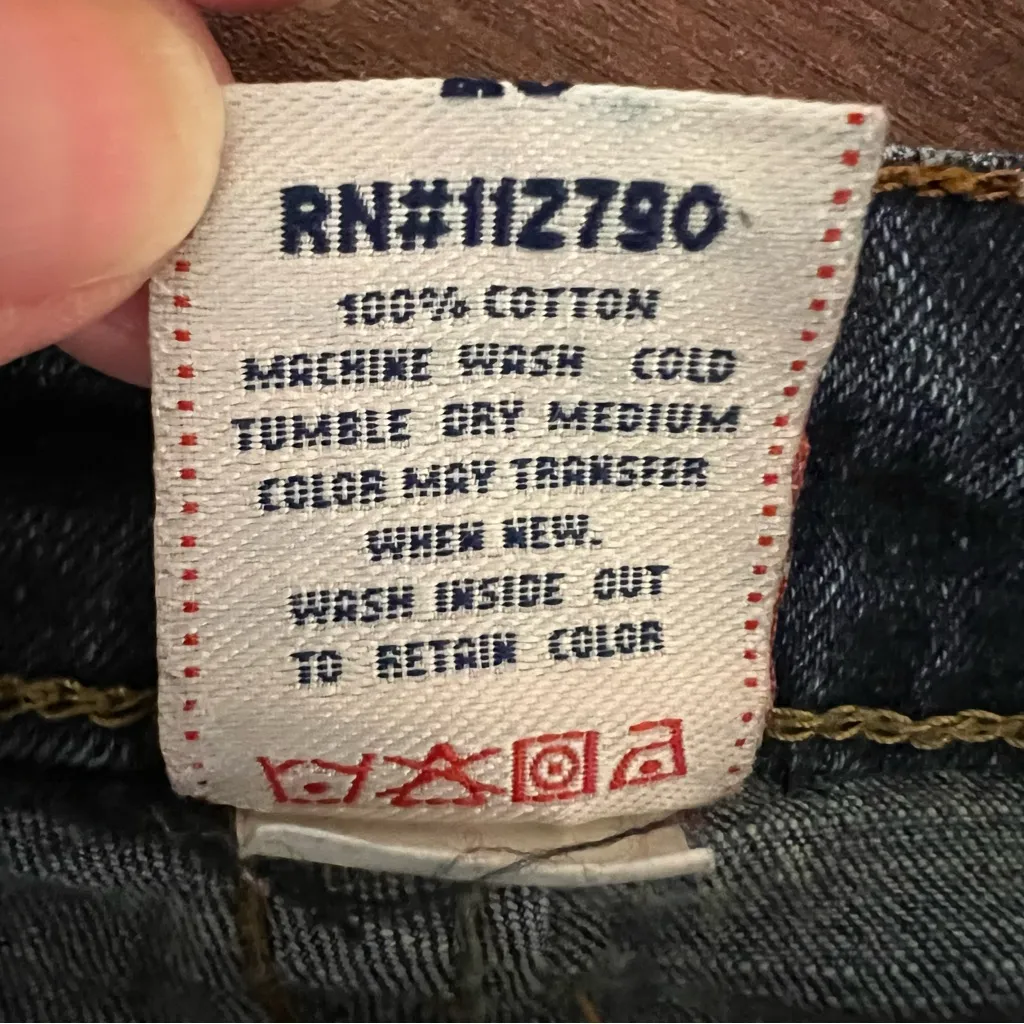 RN#112790
100% COTTON
MACHINE WASH COLD
TUMBLE DRY MEDIUM
COLOR MAY TRANSFER
WHEN NEW.
WASH INSIDE OUT
TO RETAIN COLOR